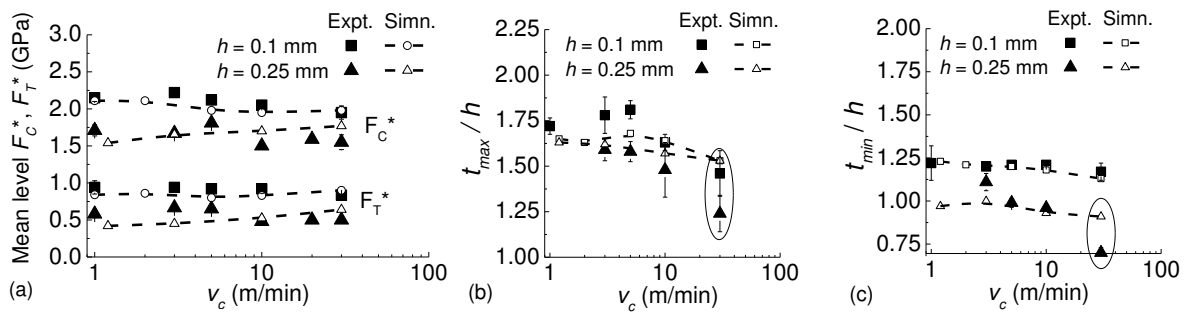 Mean level F_C*, F_T* (GPa)
3.0
2.5
2.0
1.5
1.0
0.5
0.0
Expt. Simn.
h = 0.1 mm
h = 0.25 mm
F_C*
F_T*
1 10 100
(a)
v_c (m/min)
t_max / h
2.00
1.75
1.50
1.25
1.00
Expt. Simn.
h = 0.1 mm
h = 0.25 mm
1 10 100
(b)
v_c (m/min)
t_min / h
2.00
1.75
1.50
1.25
1.00
0.75
Expt. Simn.
h = 0.1 mm
h = 0.25 mm
1 10 100
(c)
v_c (m/min)